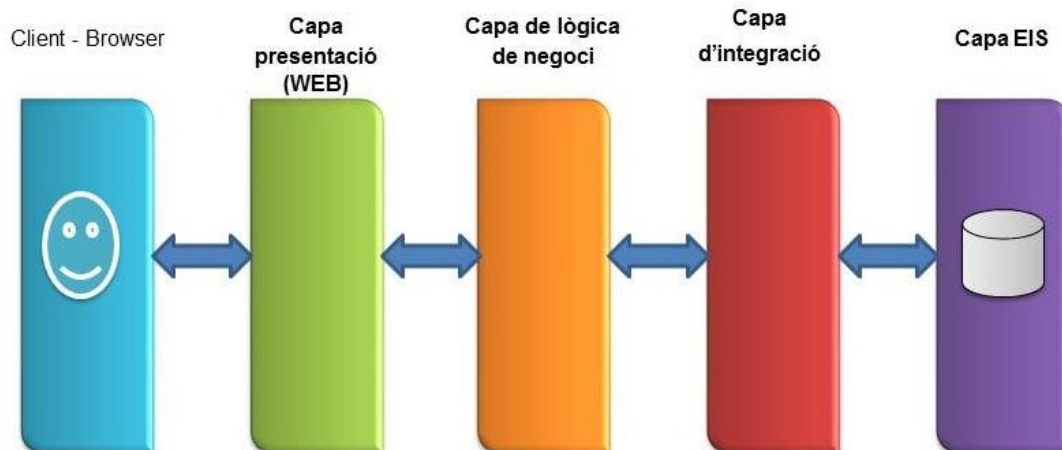 Client - Browser
Capa
presentació
(WEB)
Capa de lògica
de negoci
Capa
d’integració
Capa EIS